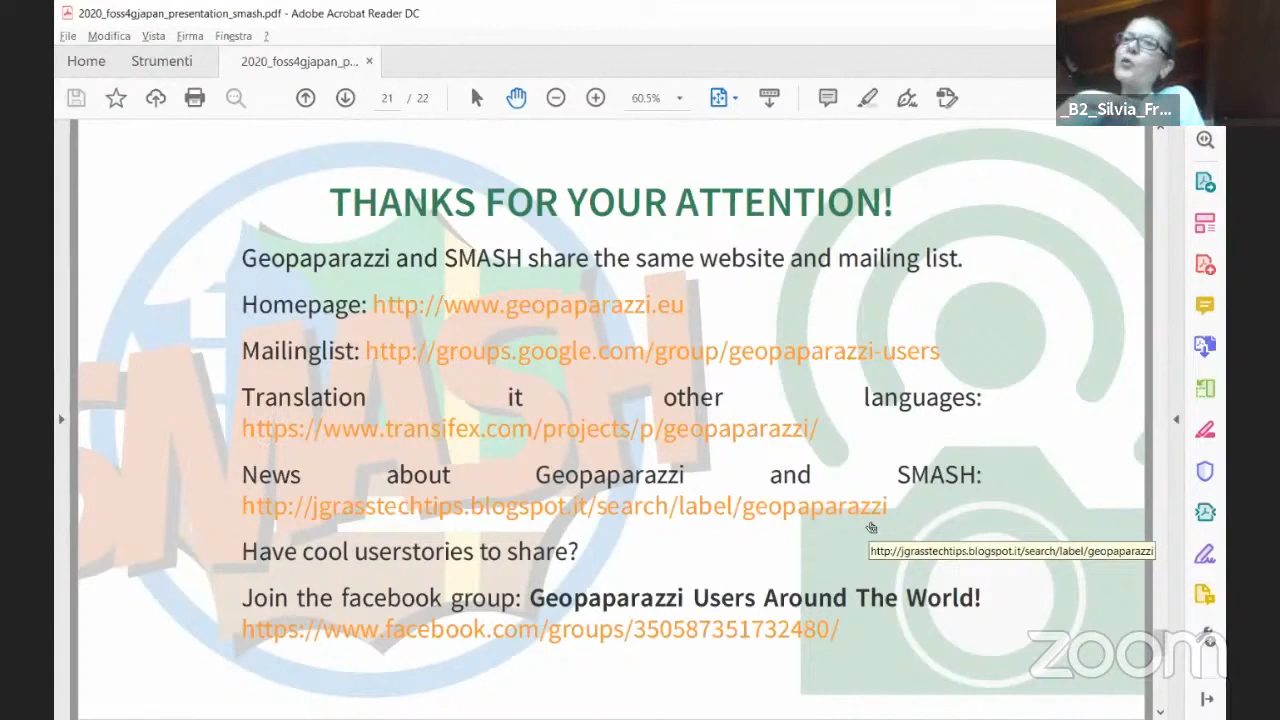 2020_foss4gjapan_presentation_smash.pdf - Adobe Acrobat Reader DC
File Modifica Vista Firma Finestra ?
Home Strumenti 2020_foss4gjapan_p... ×
21 / 22 60.5%
_B2_Silvia_Fr...
THANKS FOR YOUR ATTENTION!
Geopaparazzi and SMASH share the same website and mailing list.
Homepage: http://www.geopaparazzi.eu
Mailinglist: http://groups.google.com/group/geopaparazzi-users
Translation it other languages:
https://www.transifex.com/projects/p/geopaparazzi/
News about Geopaparazzi and SMASH:
http://jgrasstechtips.blogspot.it/search/label/geopaparazzi
http://jgrasstechtips.blogspot.it/search/label/geopaparazzi
Have cool userstories to share?
Join the facebook group: Geopaparazzi Users Around The World!
https://www.facebook.com/groups/350587351732480/
SMASH
zoom